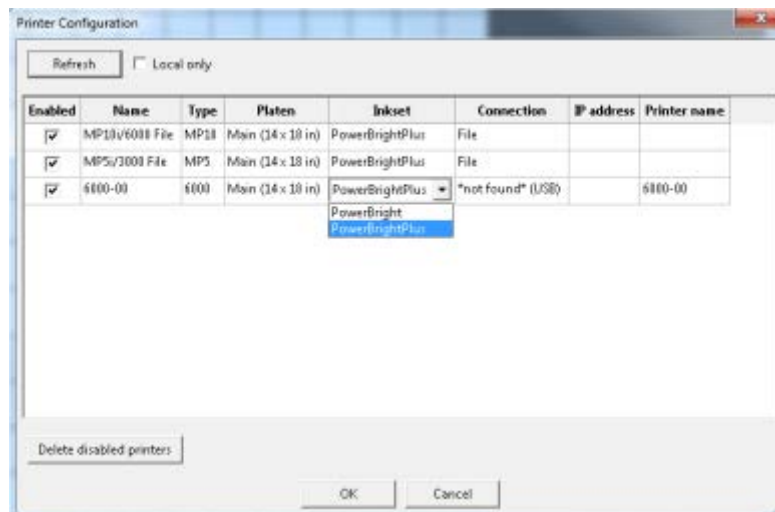 Printer Configuration
Refresh Local only
Enabled Name Type Platen Inkset Connection IP address Printer name
MP10i/6000 File MP10 Main (14 x 18 in) PowerBrightPlus File
MP5i/3000 File MP5 Main (14 x 18 in) PowerBrightPlus File
6000-00 6000 Main (14 x 18 in) PowerBrightPlus *not found* (USB) 6000-00
PowerBright
PowerBrightPlus
Delete disabled printers
OK Cancel